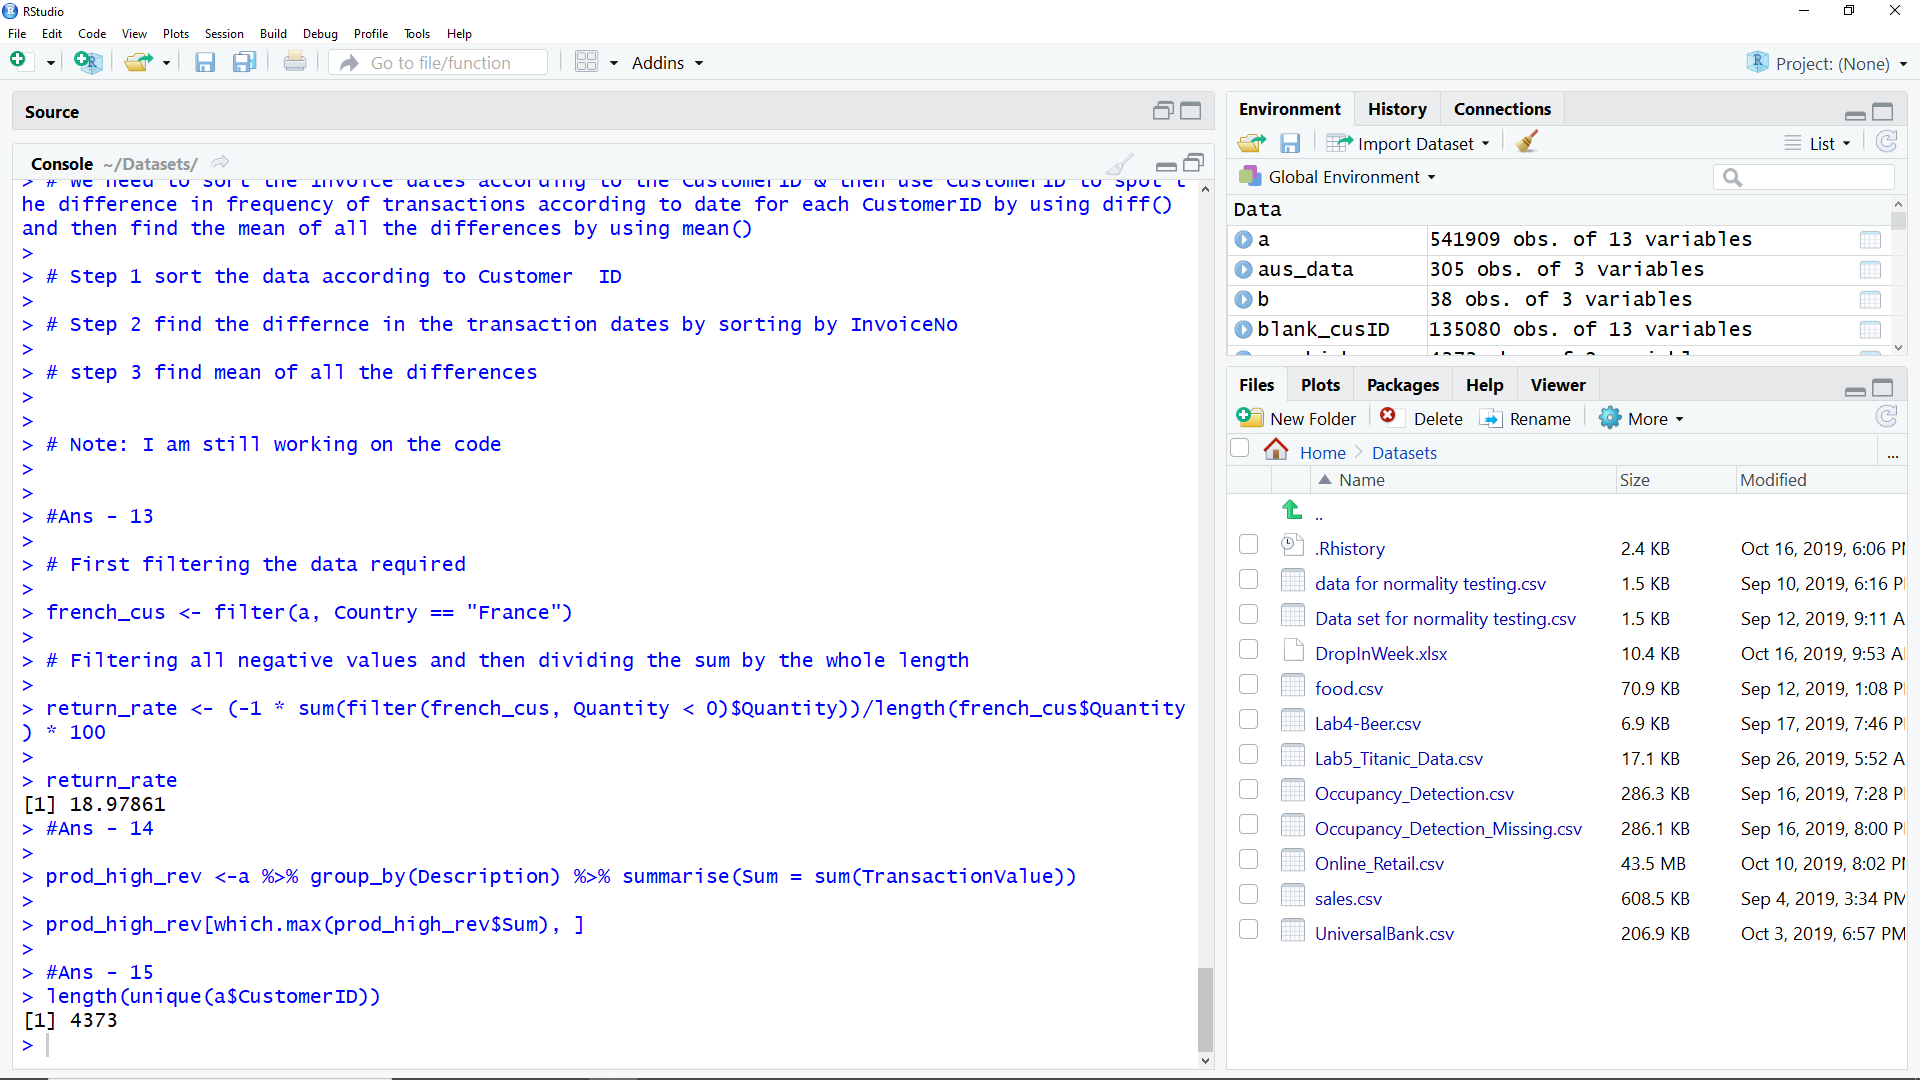 RStudio
File Edit Code View Plots Session Build Debug Profile Tools Help
Go to file/function
Addins
Project: (None)
Source
Console ~/Datasets/
> # We need to sort the invoice dates according to the CustomerID & then use CustomerID to spot t
he difference in frequency of transactions according to date for each CustomerID by using diff()
and then find the mean of all the differences by using mean()
>
> # Step 1 sort the data according to Customer  ID
>
> # Step 2 find the differnce in the transaction dates by sorting by InvoiceNo
>
> # step 3 find mean of all the differences
>
>
> # Note: I am still working on the code
>
>
> #Ans - 13
>
> # First filtering the data required
>
> french_cus <- filter(a, Country == "France")
>
> # Filtering all negative values and then dividing the sum by the whole length
>
> return_rate <- (-1 * sum(filter(french_cus, Quantity < 0)$Quantity))/length(french_cus$Quantity
) * 100
>
> return_rate
[1] 18.97861
> #Ans - 14
>
> prod_high_rev <-a %>% group_by(Description) %>% summarise(Sum = sum(TransactionValue))
>
> prod_high_rev[which.max(prod_high_rev$Sum), ]
>
> #Ans - 15
> length(unique(a$CustomerID))
[1] 4373
>
Environment History Connections
Import Dataset
List
Global Environment
Data
a 541909 obs. of 13 variables
aus_data 305 obs. of 3 variables
b 38 obs. of 3 variables
blank_cusID 135080 obs. of 13 variables
Files Plots Packages Help Viewer
New Folder Delete Rename More
Home Datasets ...
Name Size Modified
..
.Rhistory 2.4 KB Oct 16, 2019, 6:06 P
data for normality testing.csv 1.5 KB Sep 10, 2019, 6:16 P
Data set for normality testing.csv 1.5 KB Sep 12, 2019, 9:11 A
DropInWeek.xlsx 10.4 KB Oct 16, 2019, 9:53 A
food.csv 70.9 KB Sep 12, 2019, 1:08 P
Lab4-Beer.csv 6.9 KB Sep 17, 2019, 7:46 P
Lab5_Titanic_Data.csv 17.1 KB Sep 26, 2019, 5:52 A
Occupancy_Detection.csv 286.3 KB Sep 16, 2019, 7:28 P
Occupancy_Detection_Missing.csv 286.1 KB Sep 16, 2019, 8:00 P
Online_Retail.csv 43.5 MB Oct 10, 2019, 8:02 P
sales.csv 608.5 KB Sep 4, 2019, 3:34 PM
UniversalBank.csv 206.9 KB Oct 3, 2019, 6:57 PM